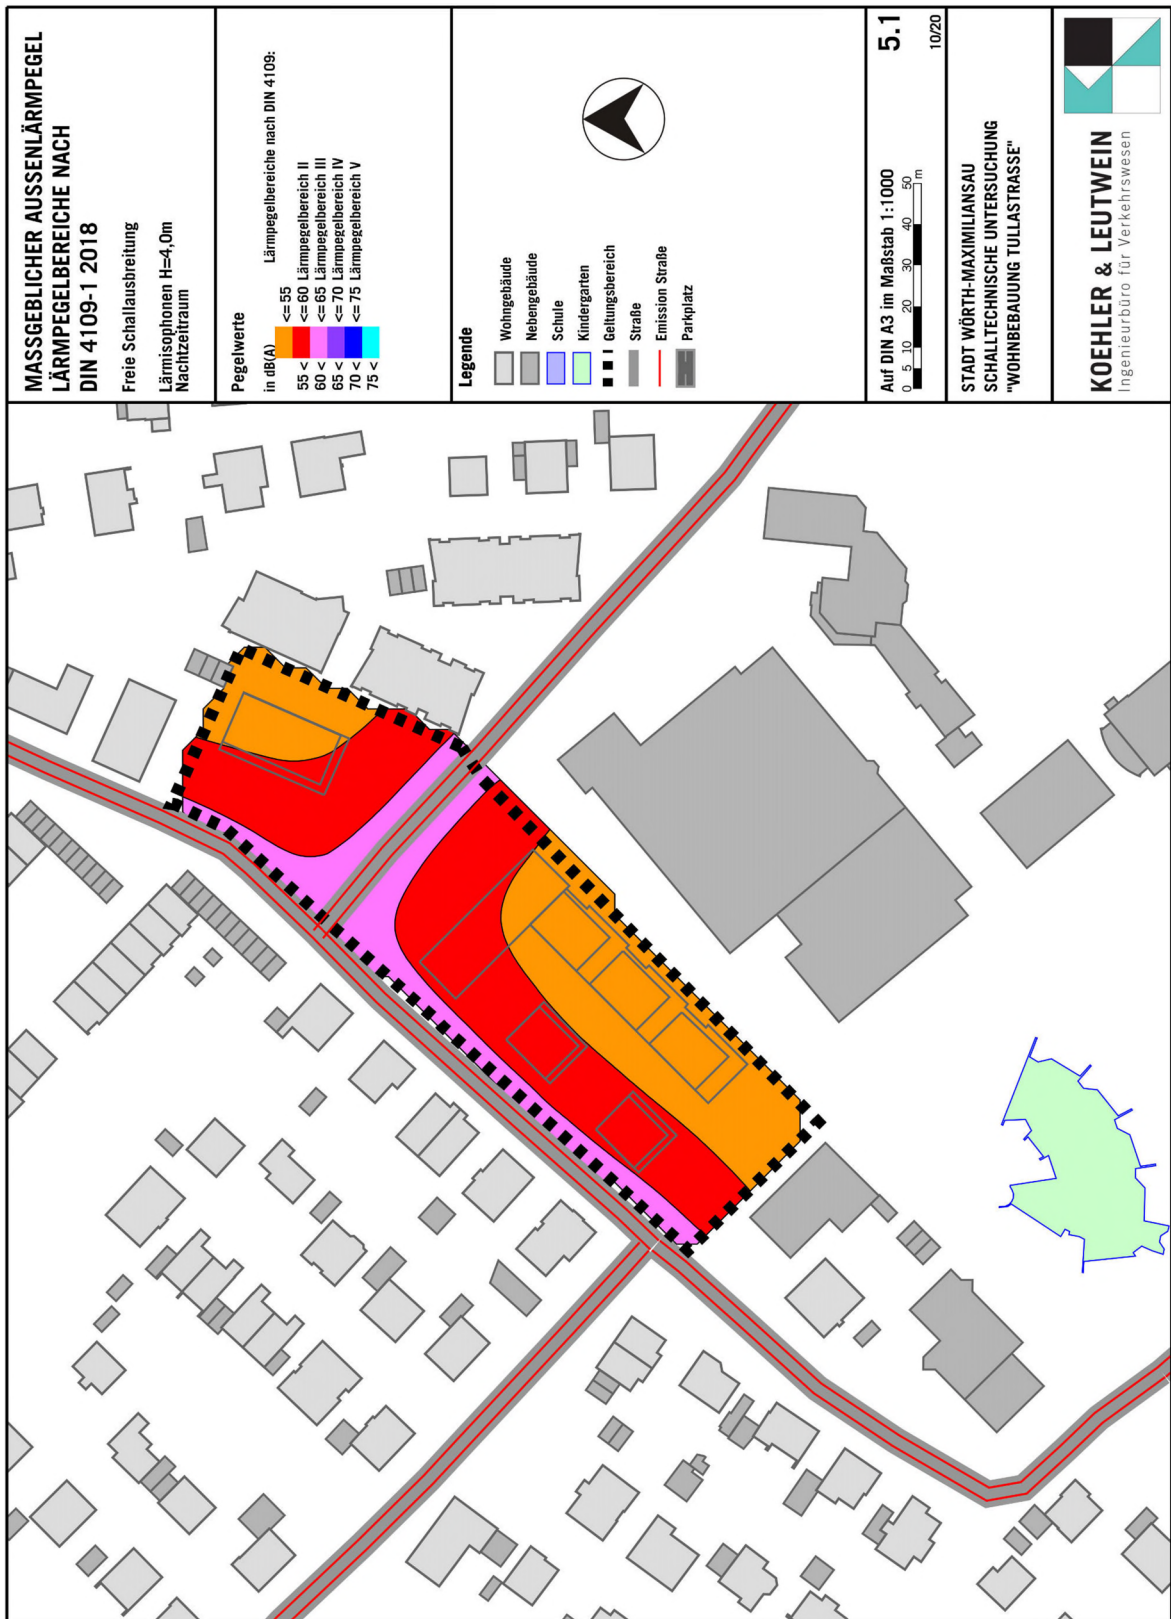 MASSGEBLICHER AUSSENLÄRMPEGEL
LÄRMPEGELBEREICHE NACH
DIN 4109-1 2018
Freie Schallausbreitung
Lärmisophonen H=4,0m
Nachtzeitraum
Pegelwerte
in dB(A)
Lärmpegelbereiche nach DIN 4109:
<=55
55 < <=60 Lärmpegelbereich II
60 < <=65 Lärmpegelbereich III
65 < <=70 Lärmpegelbereich IV
70 < <=75 Lärmpegelbereich V
75 <
Legende
Wohngebäude
Nebengebäude
Schule
Kindergarten
Geltungsbereich
Straße
Emission Straße
Parkplatz
Auf DIN A3 im Maßstab 1:1000
0 5 10 20 30 40 50
m
5.1
10/20
STADT WÖRTH-MAXIMILIANSAU
SCHALLTECHNISCHE UNTERSUCHUNG
"WOHNBEBAUUNG TULLASTRASSE"
KOEHLER & LEUTWEIN
Ingenieurbüro für Verkehrswesen